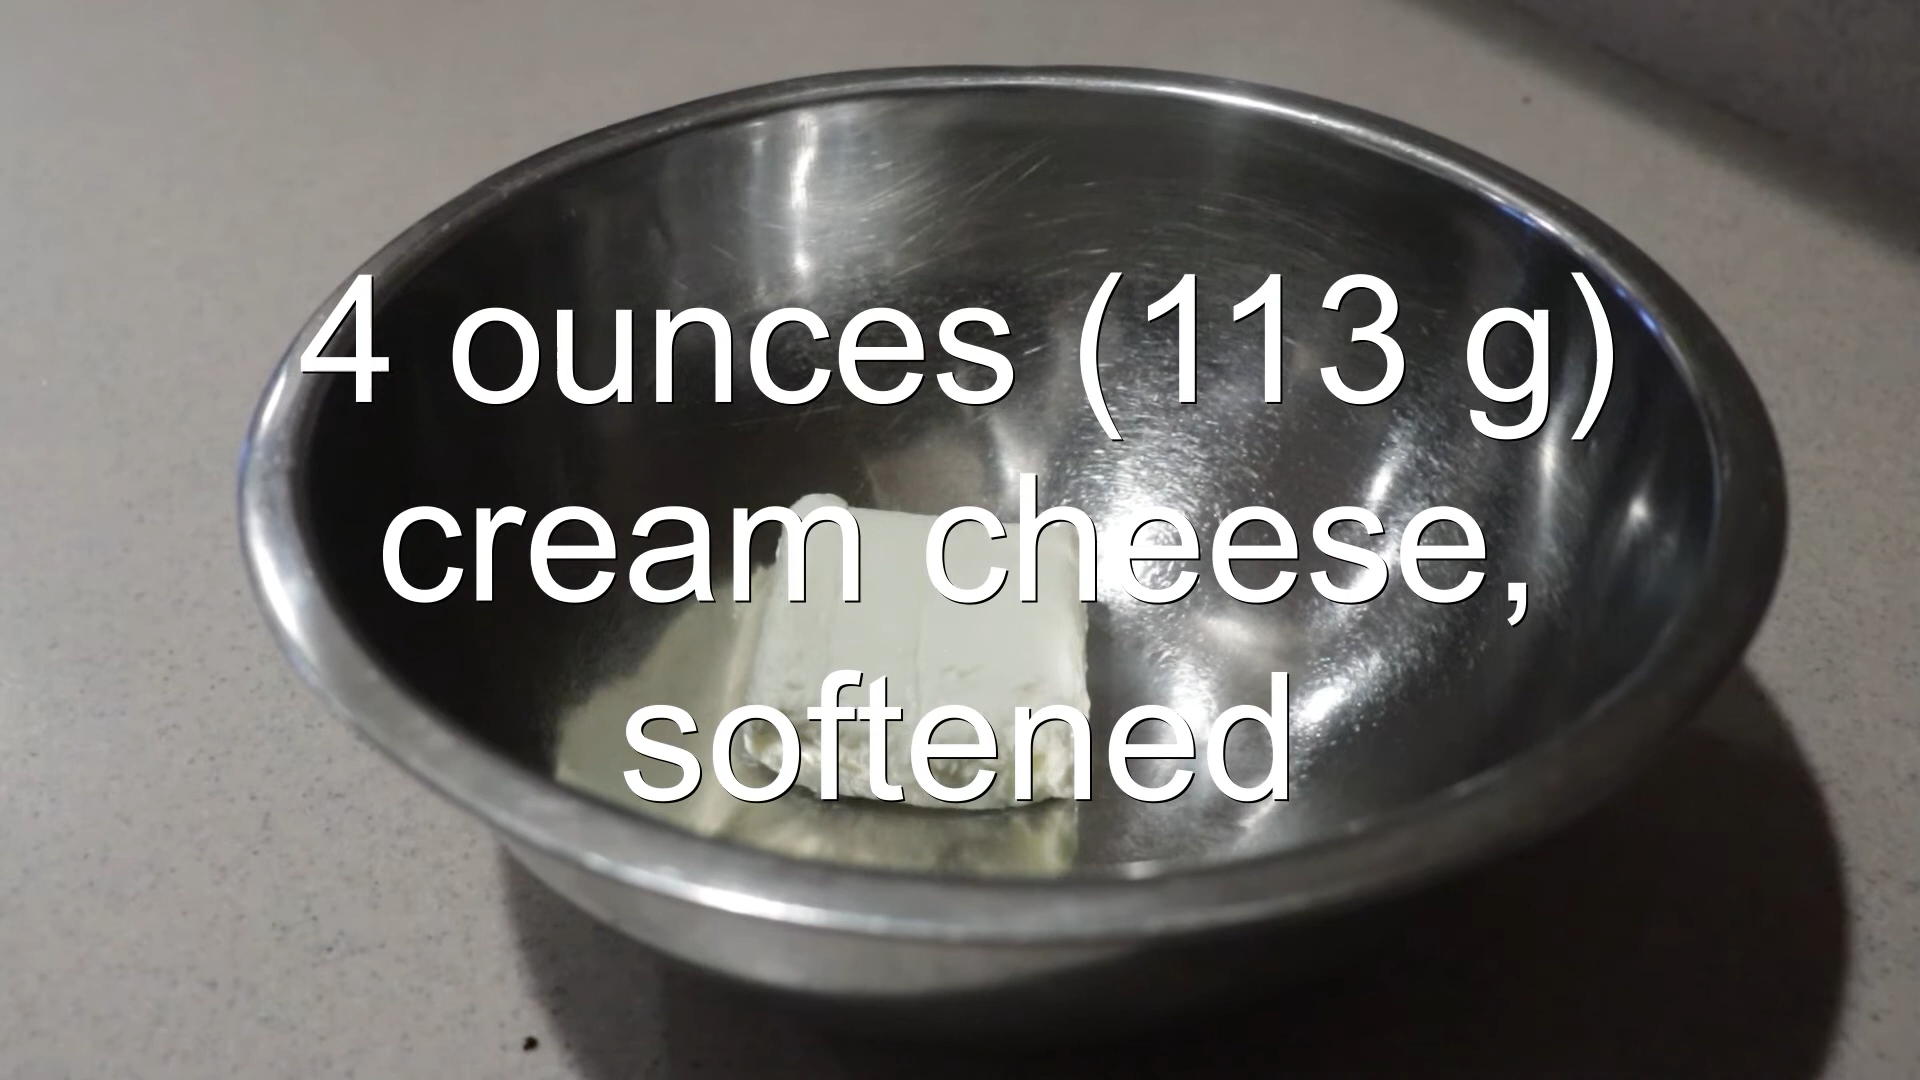 4 ounces (113 g)
cream cheese,
softened